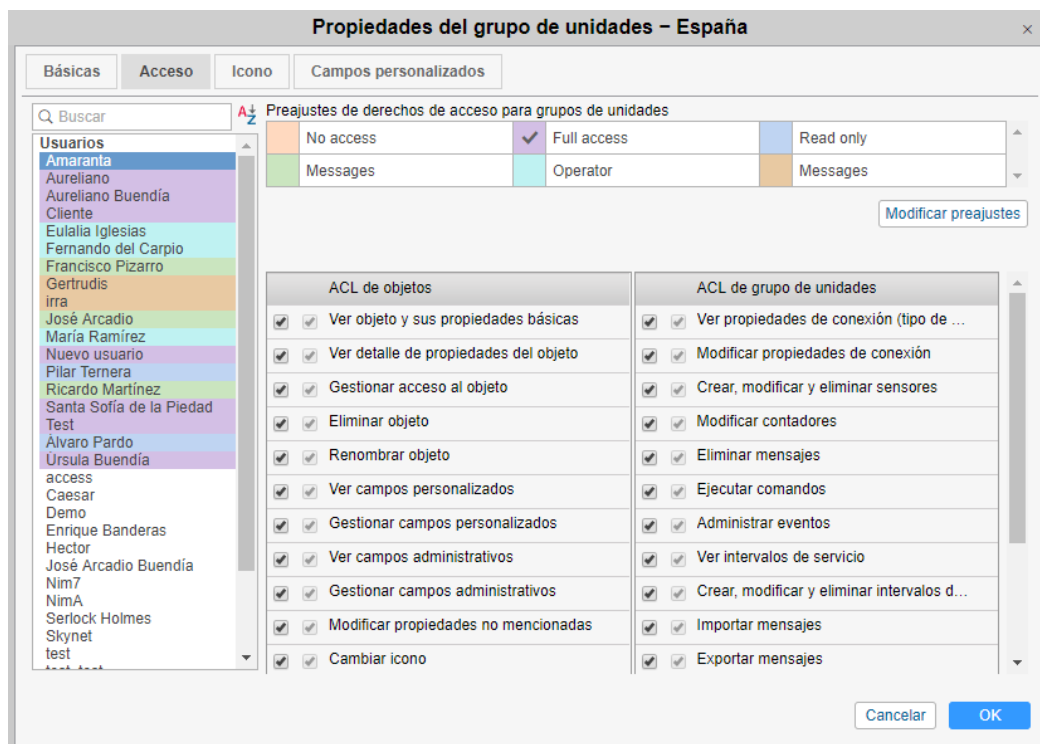 Propiedades del grupo de unidades – España
×
Básicas
Acceso
Icono
Campos personalizados
Buscar
AZ
Usuarios
Amaranta
Aureliano
Aureliano Buendía
Cliente
Eulalia Iglesias
Fernando del Carpio
Francisco Pizarro
Gertrudis
irra
José Arcadio
María Ramírez
Nuevo usuario
Pilar Ternera
Ricardo Martínez
Santa Sofía de la Piedad
Test
Álvaro Pardo
Úrsula Buendía
access
Caesar
Demo
Enrique Banderas
Hector
José Arcadio Buendía
Nim7
NimA
Serlock Holmes
Skynet
test
Preajustes de derechos de acceso para grupos de unidades
No access
Full access
Read only
Messages
Operator
Messages
Modificar preajustes
ACL de objetos
Ver objeto y sus propiedades básicas
Ver detalle de propiedades del objeto
Gestionar acceso al objeto
Eliminar objeto
Renombrar objeto
Ver campos personalizados
Gestionar campos personalizados
Ver campos administrativos
Gestionar campos administrativos
Modificar propiedades no mencionadas
Cambiar icono
ACL de grupo de unidades
Ver propiedades de conexión (tipo de ...
Modificar propiedades de conexión
Crear, modificar y eliminar sensores
Modificar contadores
Eliminar mensajes
Ejecutar comandos
Administrar eventos
Ver intervalos de servicio
Crear, modificar y eliminar intervalos d...
Importar mensajes
Exportar mensajes
Cancelar
OK